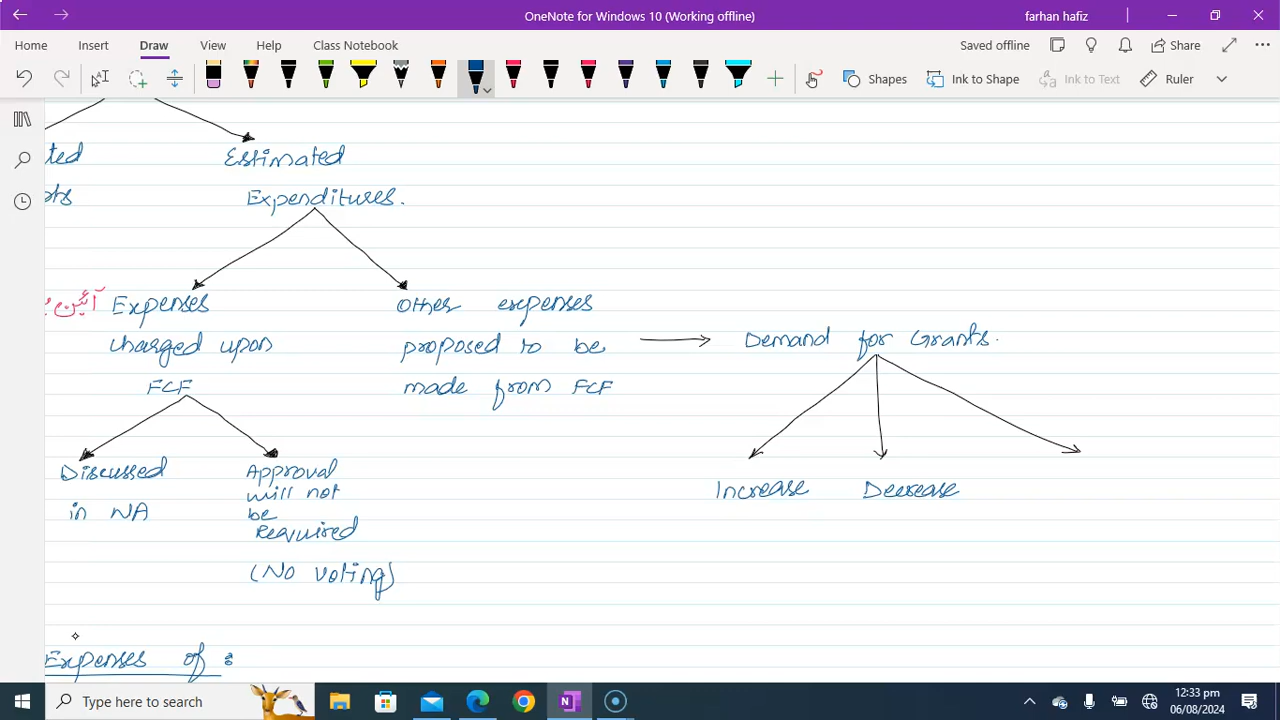 OneNote for Windows 10 (Working offline)
farhan hafiz
Home Insert Draw View Help Class Notebook
Saved offline
Share
Shapes
Ink to Shape
Ink to Text
Ruler
ted
Estimated
Expenditures.
آئین
Expenses
charged upon
FCF
Other expenses
proposed to be
made from FCF
Demand for Grants.
Discussed
in NA
Approval
will not
be
Required
(No voting)
Increase
Decrease
Expenses of :
Type here to search
12:33 pm
06/08/2024